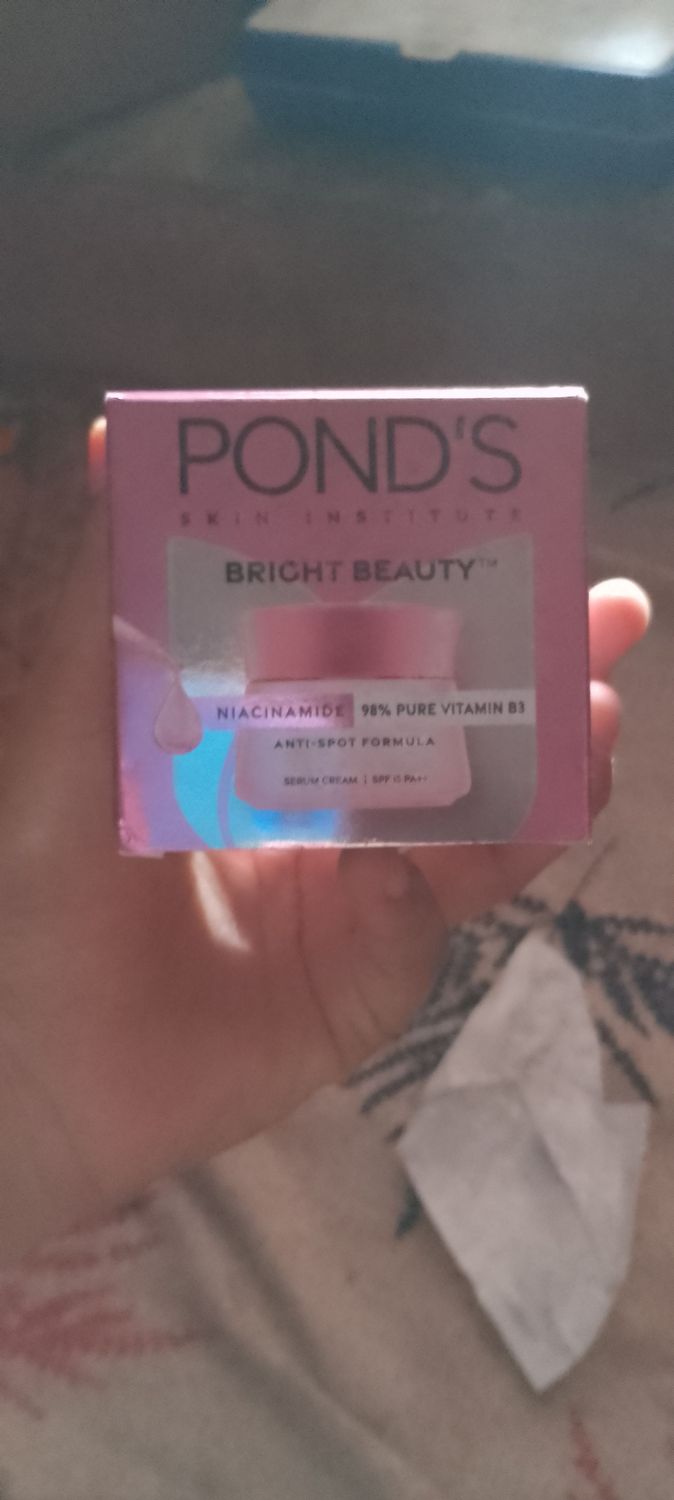 POND'S
SKIN INSTITUTE
BRIGHT BEAUTY™
NIACINAMIDE 98% PURE VITAMIN B3
ANTI-SPOT FORMULA
SERUM CREAM | SPF 15 PA++